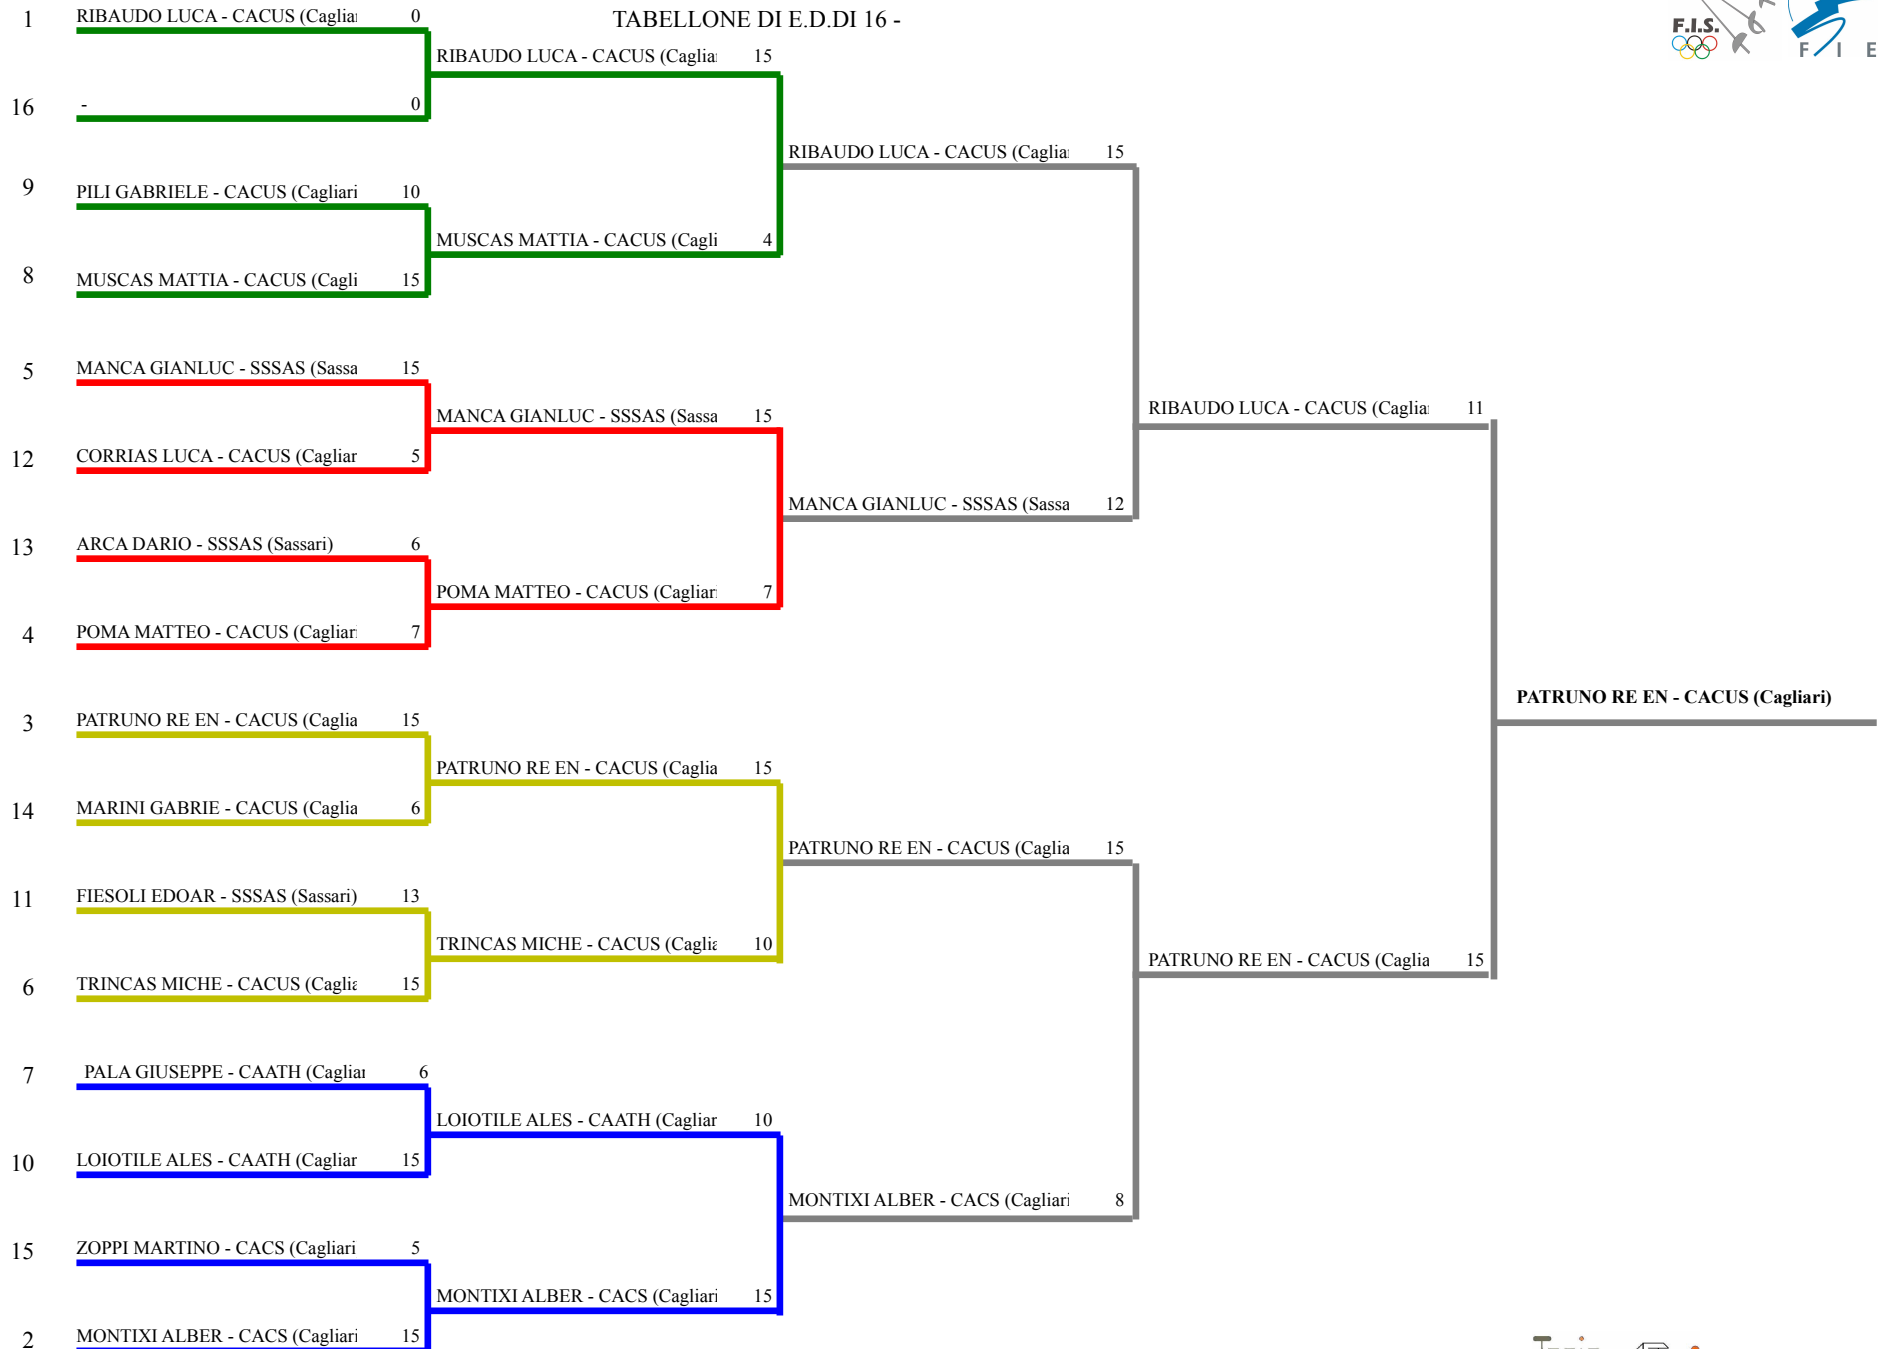 TABELLONE DI E.D.DI 16 -
F.I.S.
F I E
1 RIBAUDO LUCA - CACUS (Cagliar 0
RIBAUDO LUCA - CACUS (Cagliar 15
16 - 0
RIBAUDO LUCA - CACUS (Cagliar 15
9 PILI GABRIELE - CACUS (Cagliari 10
MUSCAS MATTIA - CACUS (Cagli 4
8 MUSCAS MATTIA - CACUS (Cagli 15
5 MANCA GIANLUC - SSSAS (Sassa 15
RIBAUDO LUCA - CACUS (Cagliar 11
MANCA GIANLUC - SSSAS (Sassa 15
12 CORRIAS LUCA - CACUS (Cagliar 5
MANCA GIANLUC - SSSAS (Sassa 12
13 ARCA DARIO - SSSAS (Sassari) 6
POMA MATTEO - CACUS (Cagliari 7
4 POMA MATTEO - CACUS (Cagliari 7
PATRUNO RE EN - CACUS (Cagliari)
3 PATRUNO RE EN - CACUS (Caglia 15
PATRUNO RE EN - CACUS (Caglia 15
14 MARINI GABRIE - CACUS (Caglia 6
PATRUNO RE EN - CACUS (Caglia 15
11 FIESOLI EDOAR - SSSAS (Sassari) 13
TRINCAS MICHE - CACUS (Caglia 10
PATRUNO RE EN - CACUS (Caglia 15
6 TRINCAS MICHE - CACUS (Caglia 15
7 PALA GIUSEPPE - CAATH (Cagliar 6
LOIOTILE ALES - CAATH (Cagliar 10
10 LOIOTILE ALES - CAATH (Cagliar 15
MONTIXI ALBER - CACS (Cagliari 8
15 ZOPPI MARTINO - CACS (Cagliari 5
MONTIXI ALBER - CACS (Cagliari 15
2 MONTIXI ALBER - CACS (Cagliari 15